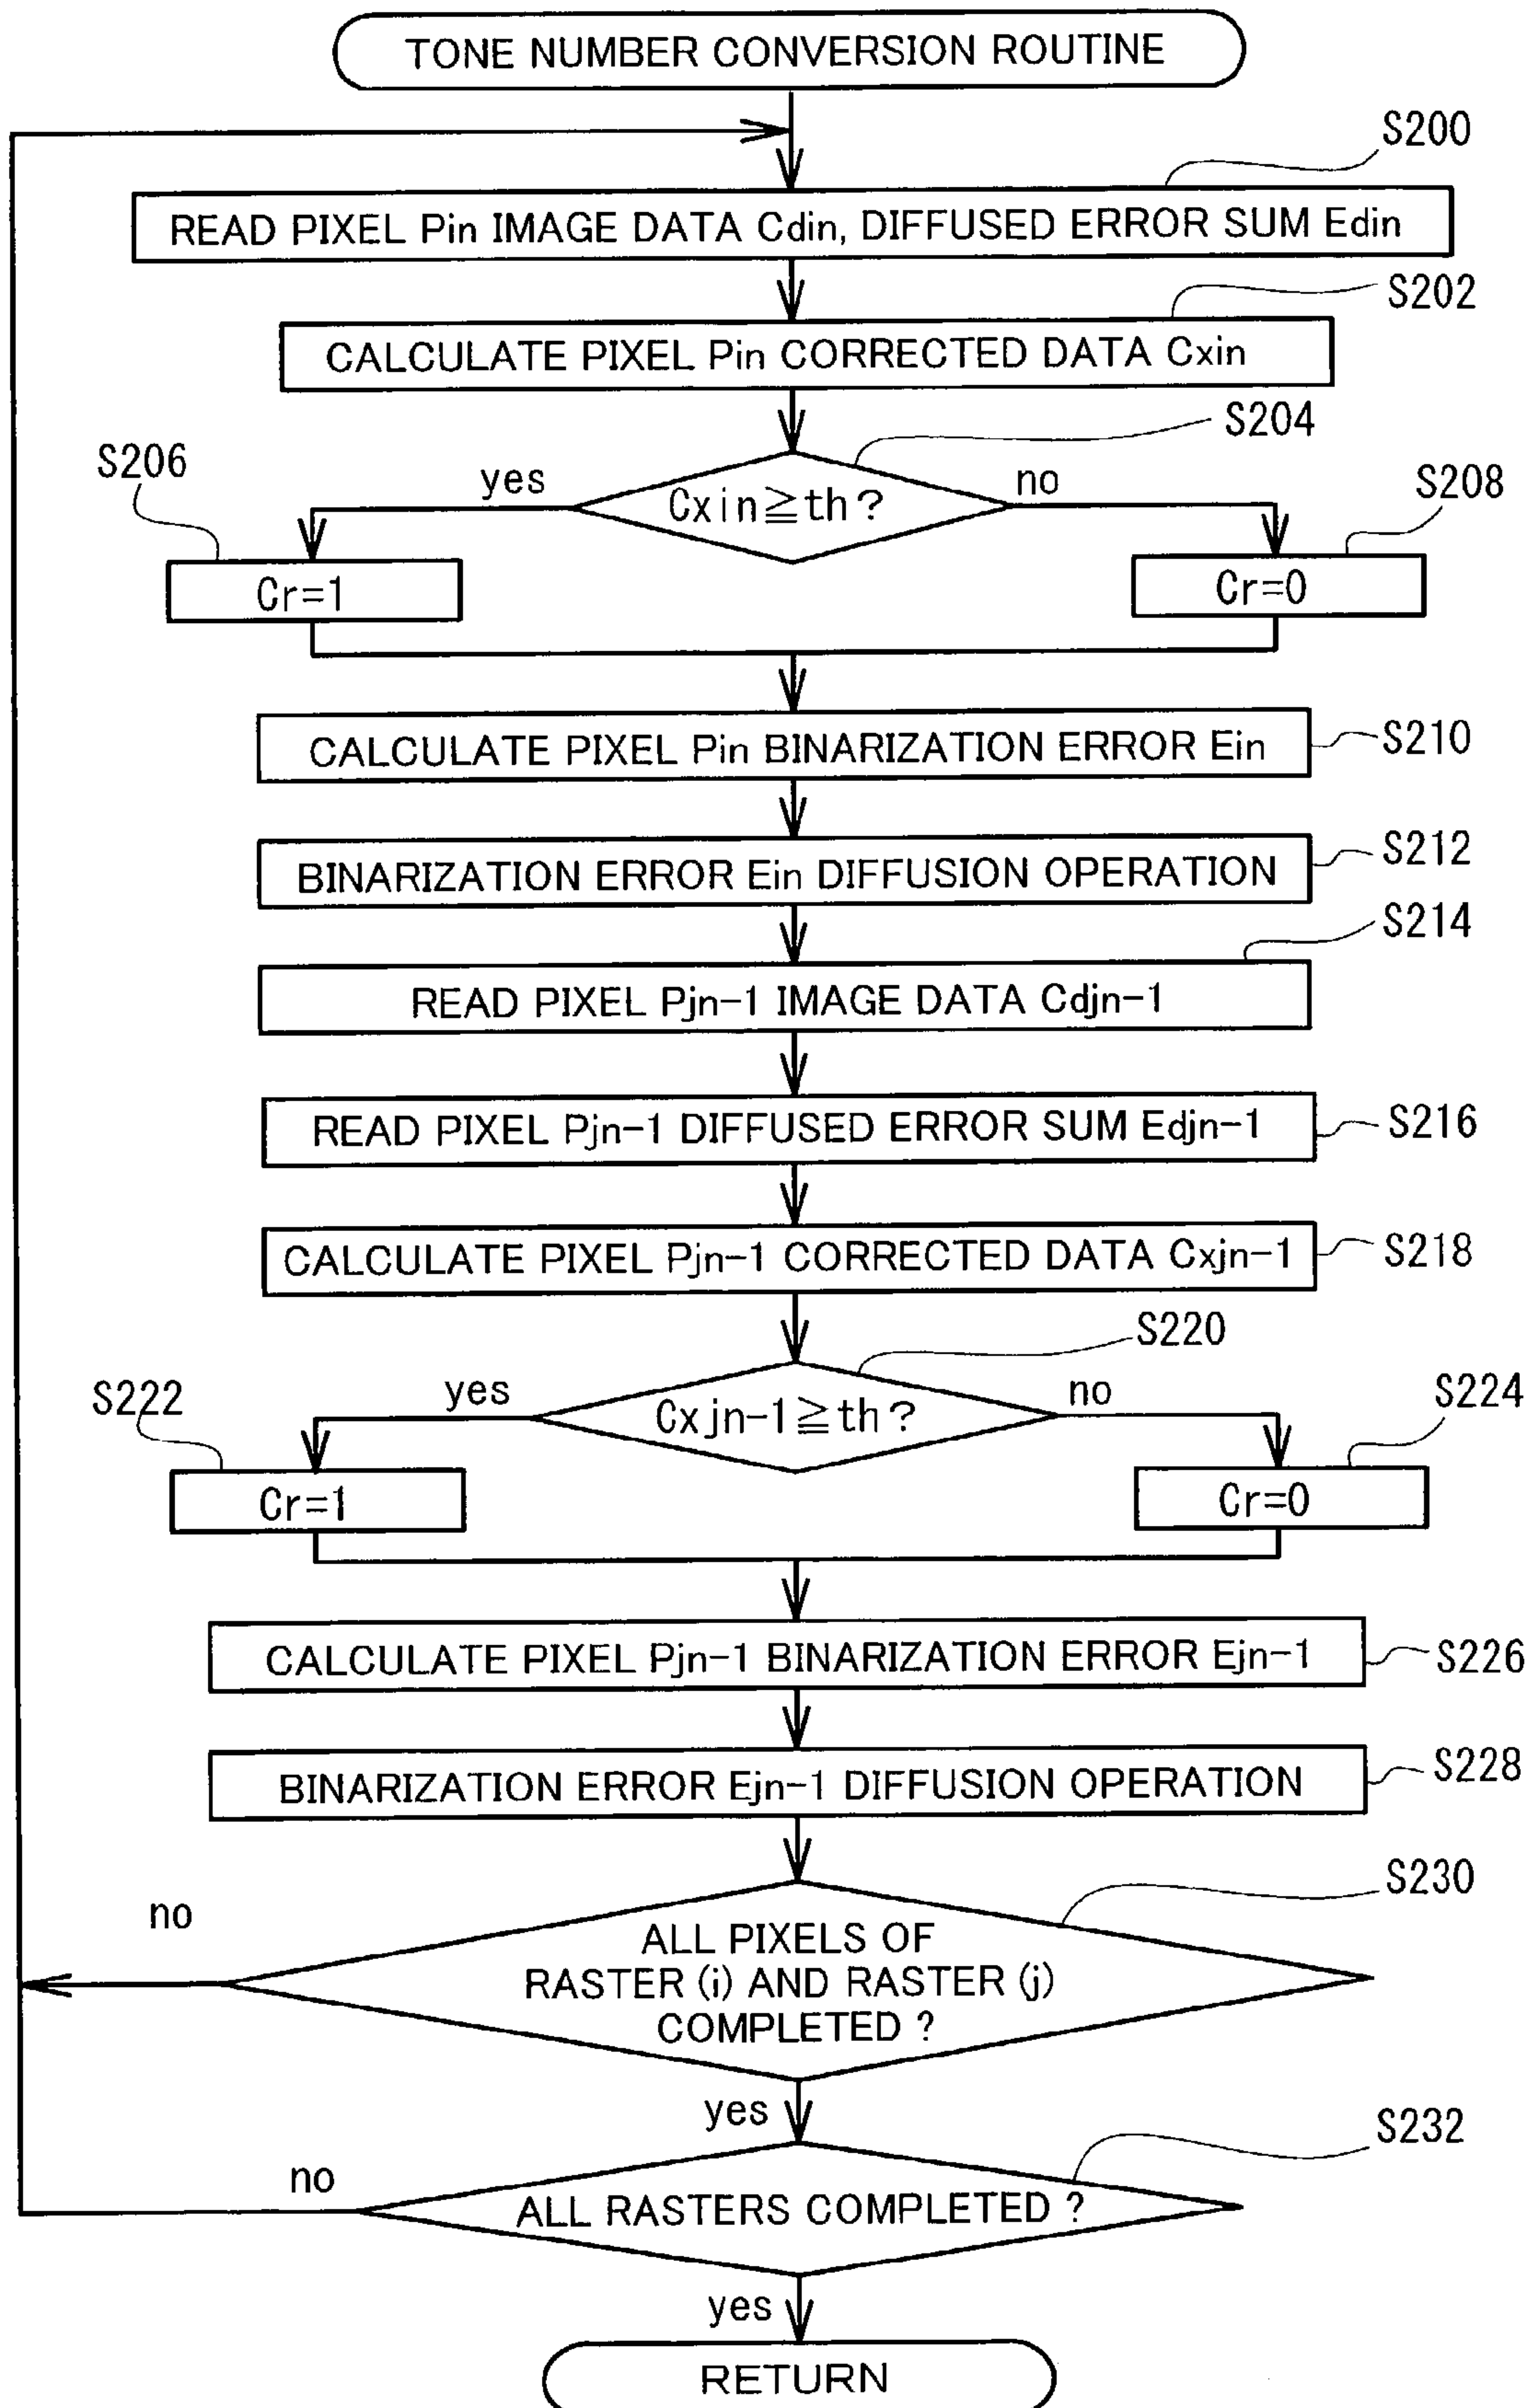 TONE NUMBER CONVERSION ROUTINE
S200
READ PIXEL Pin IMAGE DATA Cdin, DIFFUSED ERROR SUM Edin
S202
CALCULATE PIXEL Pin CORRECTED DATA Cxin
S204
S206
yes
Cxin≧th?
no
S208
Cr=1
Cr=0
CALCULATE PIXEL Pin BINARIZATION ERROR Ein
S210
BINARIZATION ERROR Ein DIFFUSION OPERATION
S212
S214
READ PIXEL Pjn-1 IMAGE DATA Cdjn-1
READ PIXEL Pjn-1 DIFFUSED ERROR SUM Edjn-1
S216
CALCULATE PIXEL Pjn-1 CORRECTED DATA Cxjn-1
S218
S220
S222
yes
Cxjn-1≧th?
no
S224
Cr=1
Cr=0
CALCULATE PIXEL Pjn-1 BINARIZATION ERROR Ejn-1
S226
BINARIZATION ERROR Ejn-1 DIFFUSION OPERATION
S228
S230
no
ALL PIXELS OF
RASTER (i) AND RASTER (j)
COMPLETED ?
yes
S232
no
ALL RASTERS COMPLETED ?
yes
RETURN